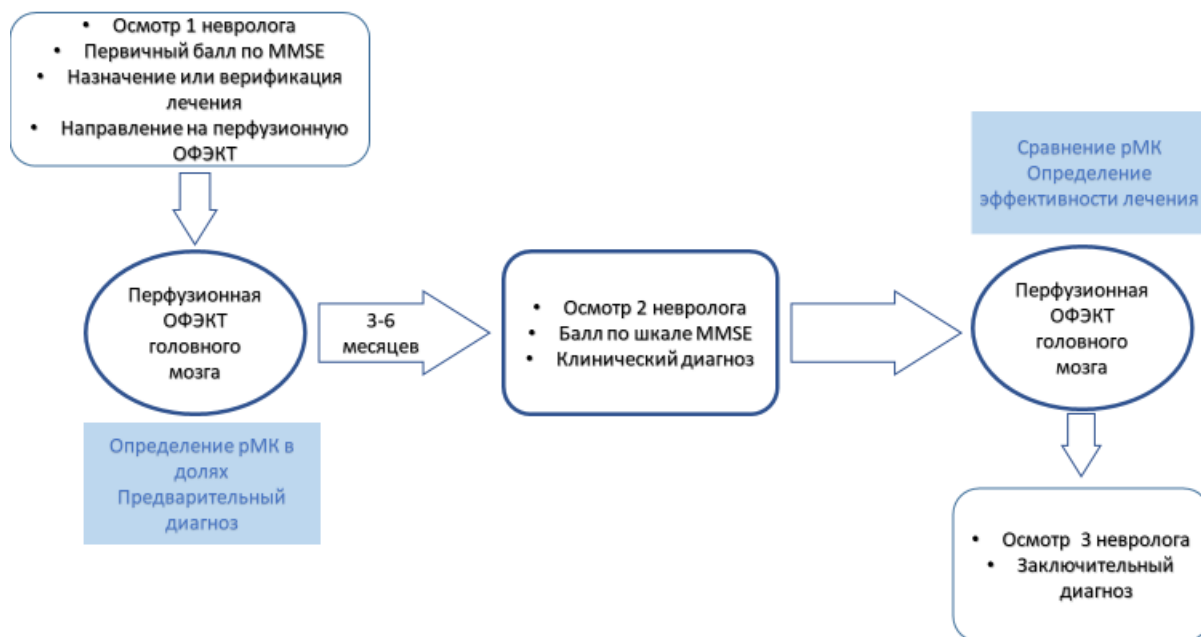 • Осмотр 1 невролога
• Первичный балл по MMSE
• Назначение или верификация
лечения
• Направление на перфузионную
ОФЭКТ
Перфузионная
ОФЭКТ
головного
мозга
Определение рМК в
долях
Предварительный
диагноз
3-6
месяцев
• Осмотр 2 невролога
• Балл по шкале MMSE
• Клинический диагноз
Сравнение рМК
Определение
эффективности лечения
Перфузионная
ОФЭКТ
головного
мозга
• Осмотр 3 невролога
• Заключительный
диагноз